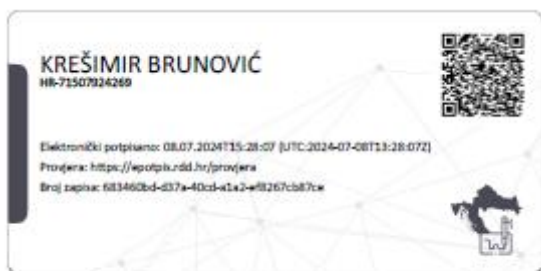 KREŠIMIR BRUNOVIĆ
HR-71507924269
Elektronički potpisano: 08.07.2024T15:28:07 (UTC:2024-07-08T13:28:07Z)
Provjera: https://epotpis.rdd.hr/provjera
Broj zapisa: 683460bd-d37a-40cd-a1a2-ef8267cb87ce